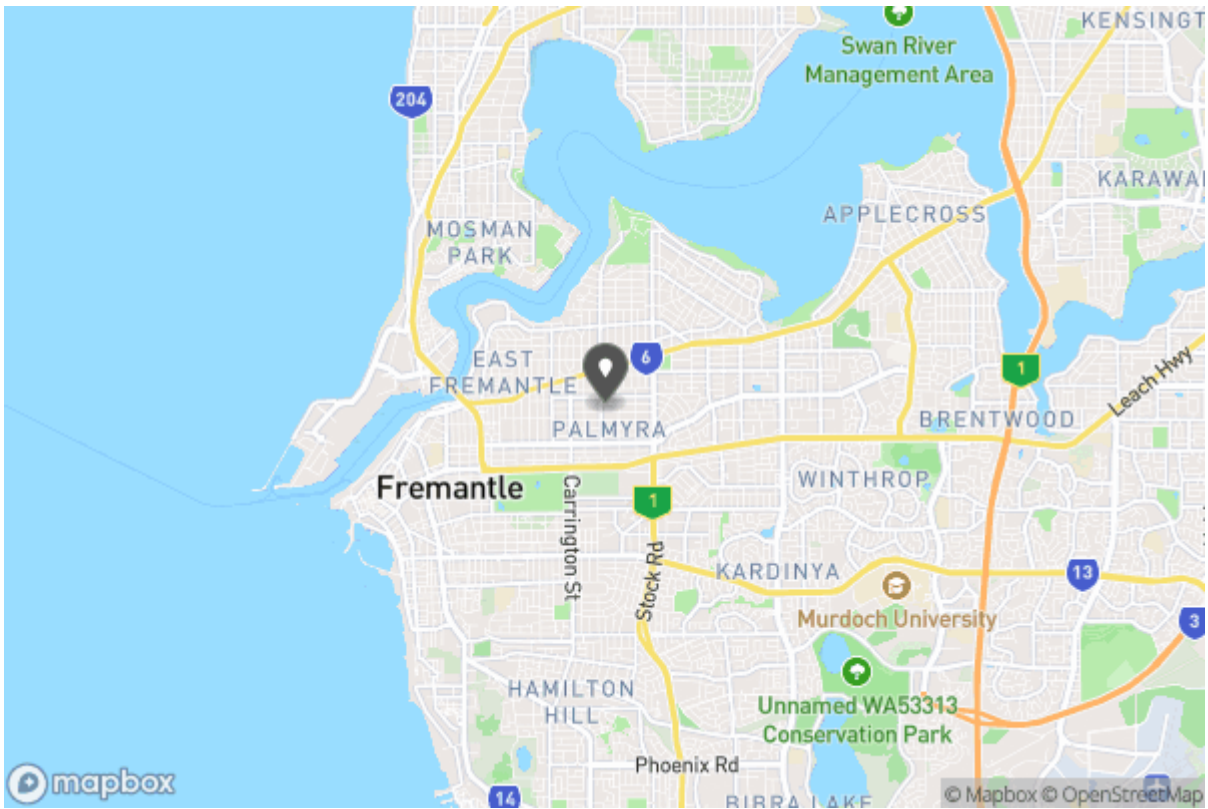 KENSINGT
Swan River
Management Area
204
KARAWA
APPLECROSS
MOSMAN
PARK
6
EAST
FREMANTLE
1
Leach Hwy
BRENTWOOD
PALMYRA
WINTHROP
Fremantle
Carrington St
1
Stock Rd
KARDINYA
13
Murdoch University
3
HAMILTON
HILL
Unnamed WA53313
Conservation Park
Phoenix Rd
mapbox
14
BIBRA LAKE
© Mapbox © OpenStreetMap